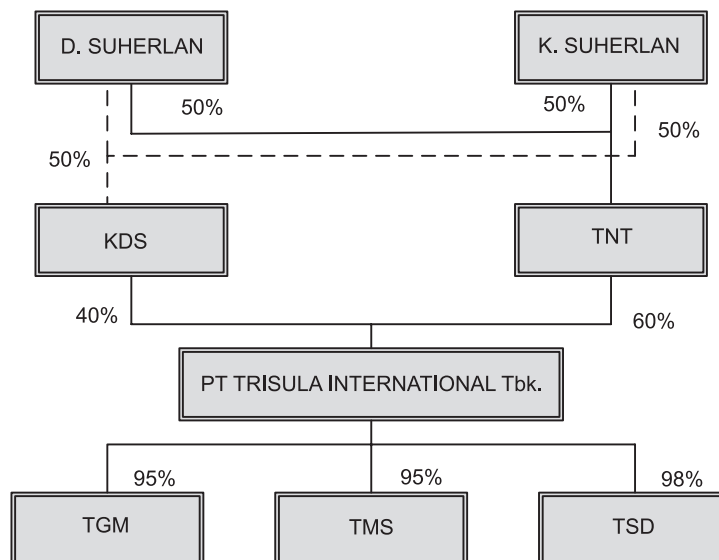 D. SUHERLAN
K. SUHERLAN
50%
50%
50%
50%
KDS
TNT
40%
60%
PT TRISULA INTERNATIONAL Tbk.
95%
95%
98%
TGM
TMS
TSD